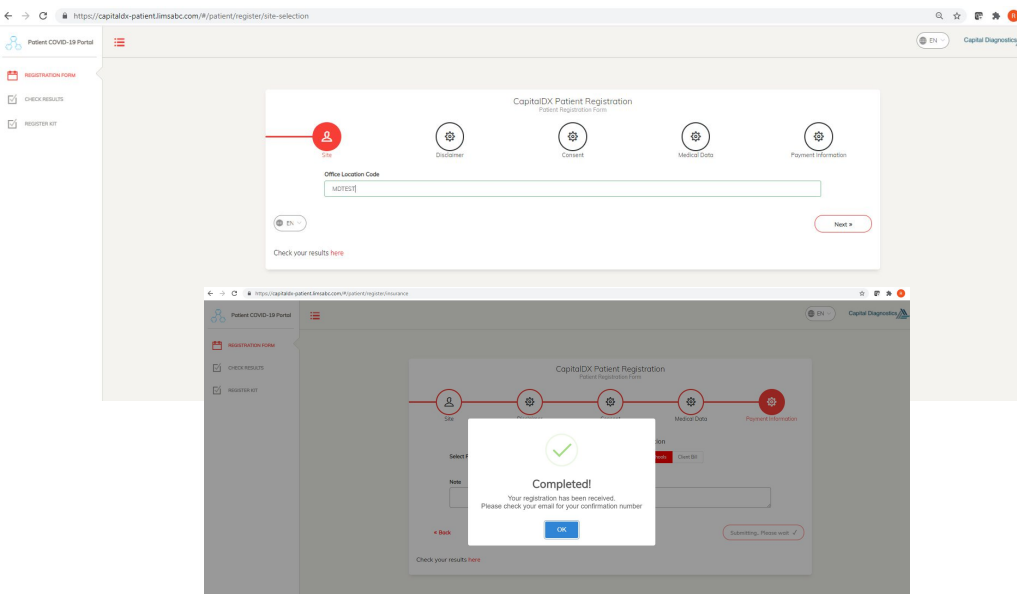 https://capitaldx-patient.limsabc.com/#/patient/register/site-selection
Patient COVID-19 Portal
EN
Capital Diagnostics
REGISTRATION FORM
CHECK RESULTS
REGISTER KIT
CapitalDX Patient Registration
Patient Registration Form
Site
Disclaimer
Consent
Medical Data
Payment Information
Office Location Code
MDTEST
EN
Next »
Check your results here
https://capitaldx-patient.limsabc.com/#/patient/register/insurance
Patient COVID-19 Portal
EN
Capital Diagnostics
REGISTRATION FORM
CHECK RESULTS
REGISTER KIT
CapitalDX Patient Registration
Patient Registration Form
Site
Medical Data
Payment Information
Select
Client Bill
Note
Completed!
Your registration has been received.
Please check your email for your confirmation number
OK
« Back
Submitting, Please wait ✓
Check your results here